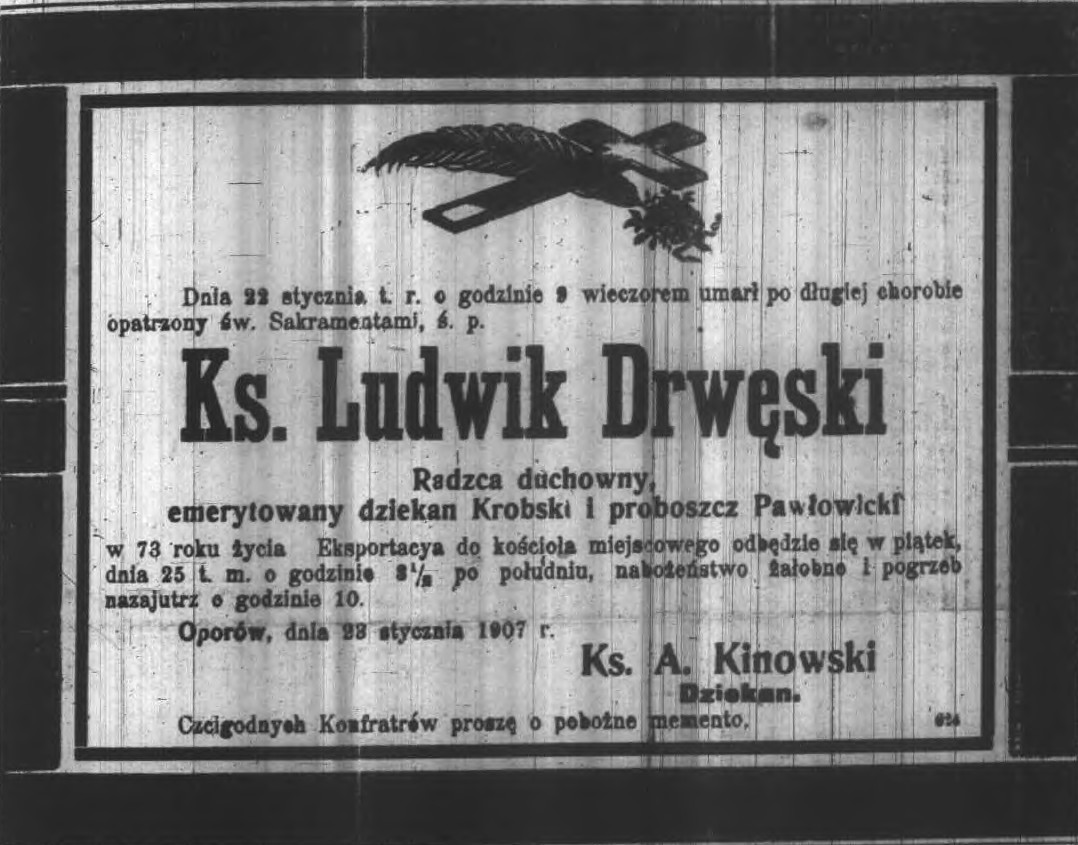 Dnia 22 stycznia t. r. o godzinie 9 wieczorem umarł po długiej chorobie
opatrzony św. Sakramentami, ś. p.
Ks. Ludwik Drwęski
Radzca duchowny,
emerytowany dziekan Krobski i proboszcz Pawłowicki
w 73 roku życia Eksportacya do kościoła miejscowego odbędzie się w piątek,
dnia 25 t. m. o godzinie 3½ po południu, nabożeństwo żałobne i pogrzeb
nazajutrz o godzinie 10.
Oporów, dnia 23 stycznia 1907 r.
Ks. A. Kinowski
Dziekan.
Czcigodnych Konfratrów proszę o pobożne memento.